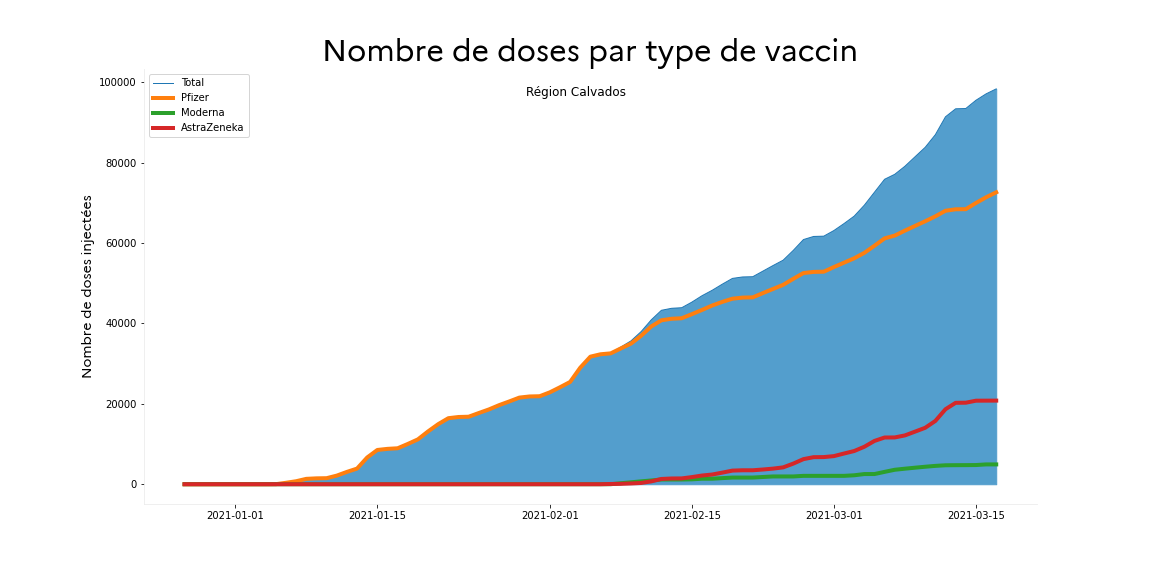 Nombre de doses par type de vaccin
Région Calvados
Total
Pfizer
Moderna
AstraZeneka
Nombre de doses injectées
100000
80000
60000
40000
20000
0
2021-01-01 2021-01-15 2021-02-01 2021-02-15 2021-03-01 2021-03-15